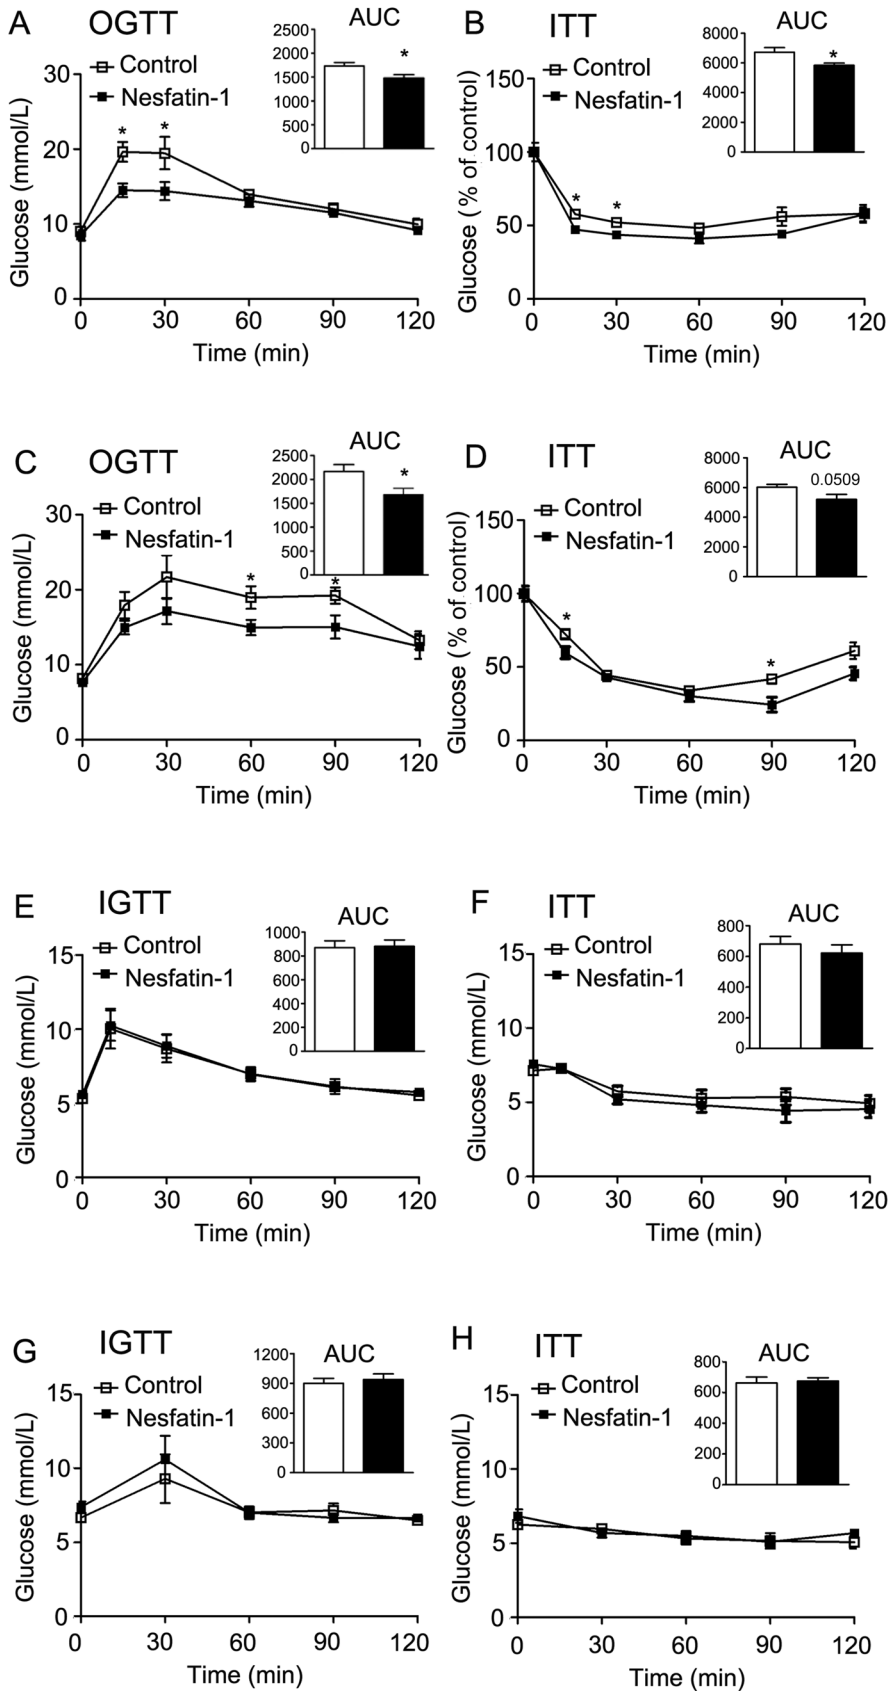 A OGTT
AUC
2500
2000
1500
1000
500
0
*
Control
Nesfatin-1
* *
30
20
10
0
Glucose (mmol/L)
0 30 60 90 120
Time (min)
B ITT
AUC
8000
6000
4000
2000
0
*
Control
Nesfatin-1
* *
150
100
50
0
Glucose ( % of control)
0 30 60 90 120
Time (min)
C OGTT
AUC
2500
2000
1500
1000
500
0
*
Control
Nesfatin-1
* *
30
20
10
0
Glucose (mmol/L)
0 30 60 90 120
Time (min)
D ITT
AUC
8000
6000
4000
2000
0
0.0509
Control
Nesfatin-1
* *
150
100
50
0
Glucose ( % of control)
0 30 60 90 120
Time (min)
E IGTT
AUC
1000
800
600
400
200
0
Control
Nesfatin-1
15
10
5
0
Glucose (mmol/L)
0 30 60 90 120
Time (min)
F ITT
AUC
800
600
400
200
0
Control
Nesfatin-1
15
10
5
0
Glucose (mmol/L)
0 30 60 90 120
Time (min)
G IGTT
AUC
1200
900
600
300
0
Control
Nesfatin-1
15
10
5
0
Glucose (mmol/L)
0 30 60 90 120
Time (min)
H ITT
AUC
800
600
400
200
0
Control
Nesfatin-1
15
10
5
0
Glucose (mmol/L)
0 30 60 90 120
Time (min)